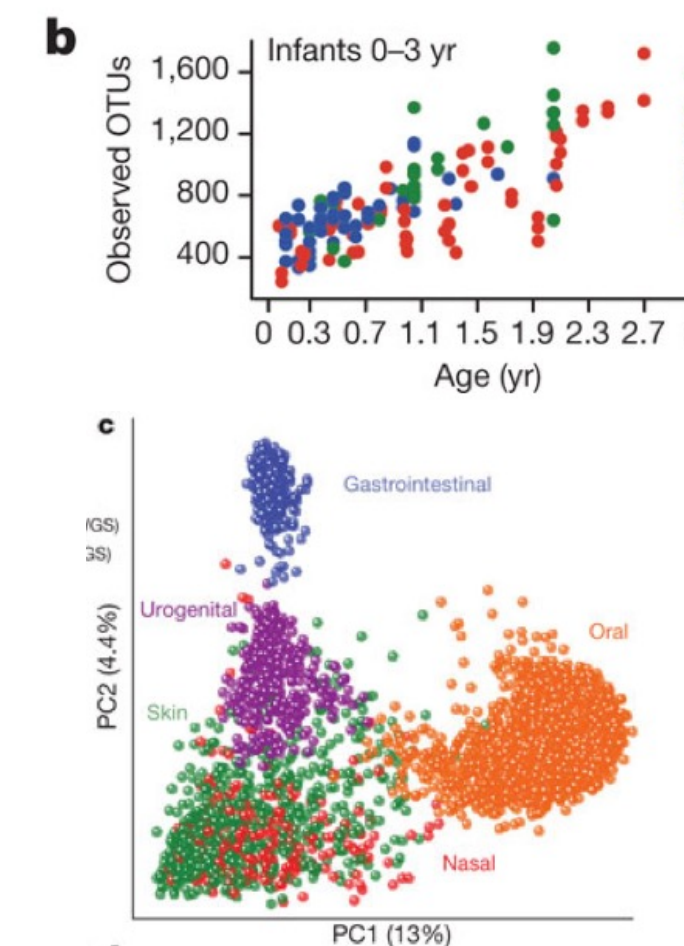 b
Infants 0–3 yr
Observed OTUs
1,600
1,200
800
400
0 0.3 0.7 1.1 1.5 1.9 2.3 2.7
Age (yr)
c
Gastrointestinal
/GS)
GS)
Urogenital
Oral
PC2 (4.4%)
Skin
Nasal
PC1 (13%)